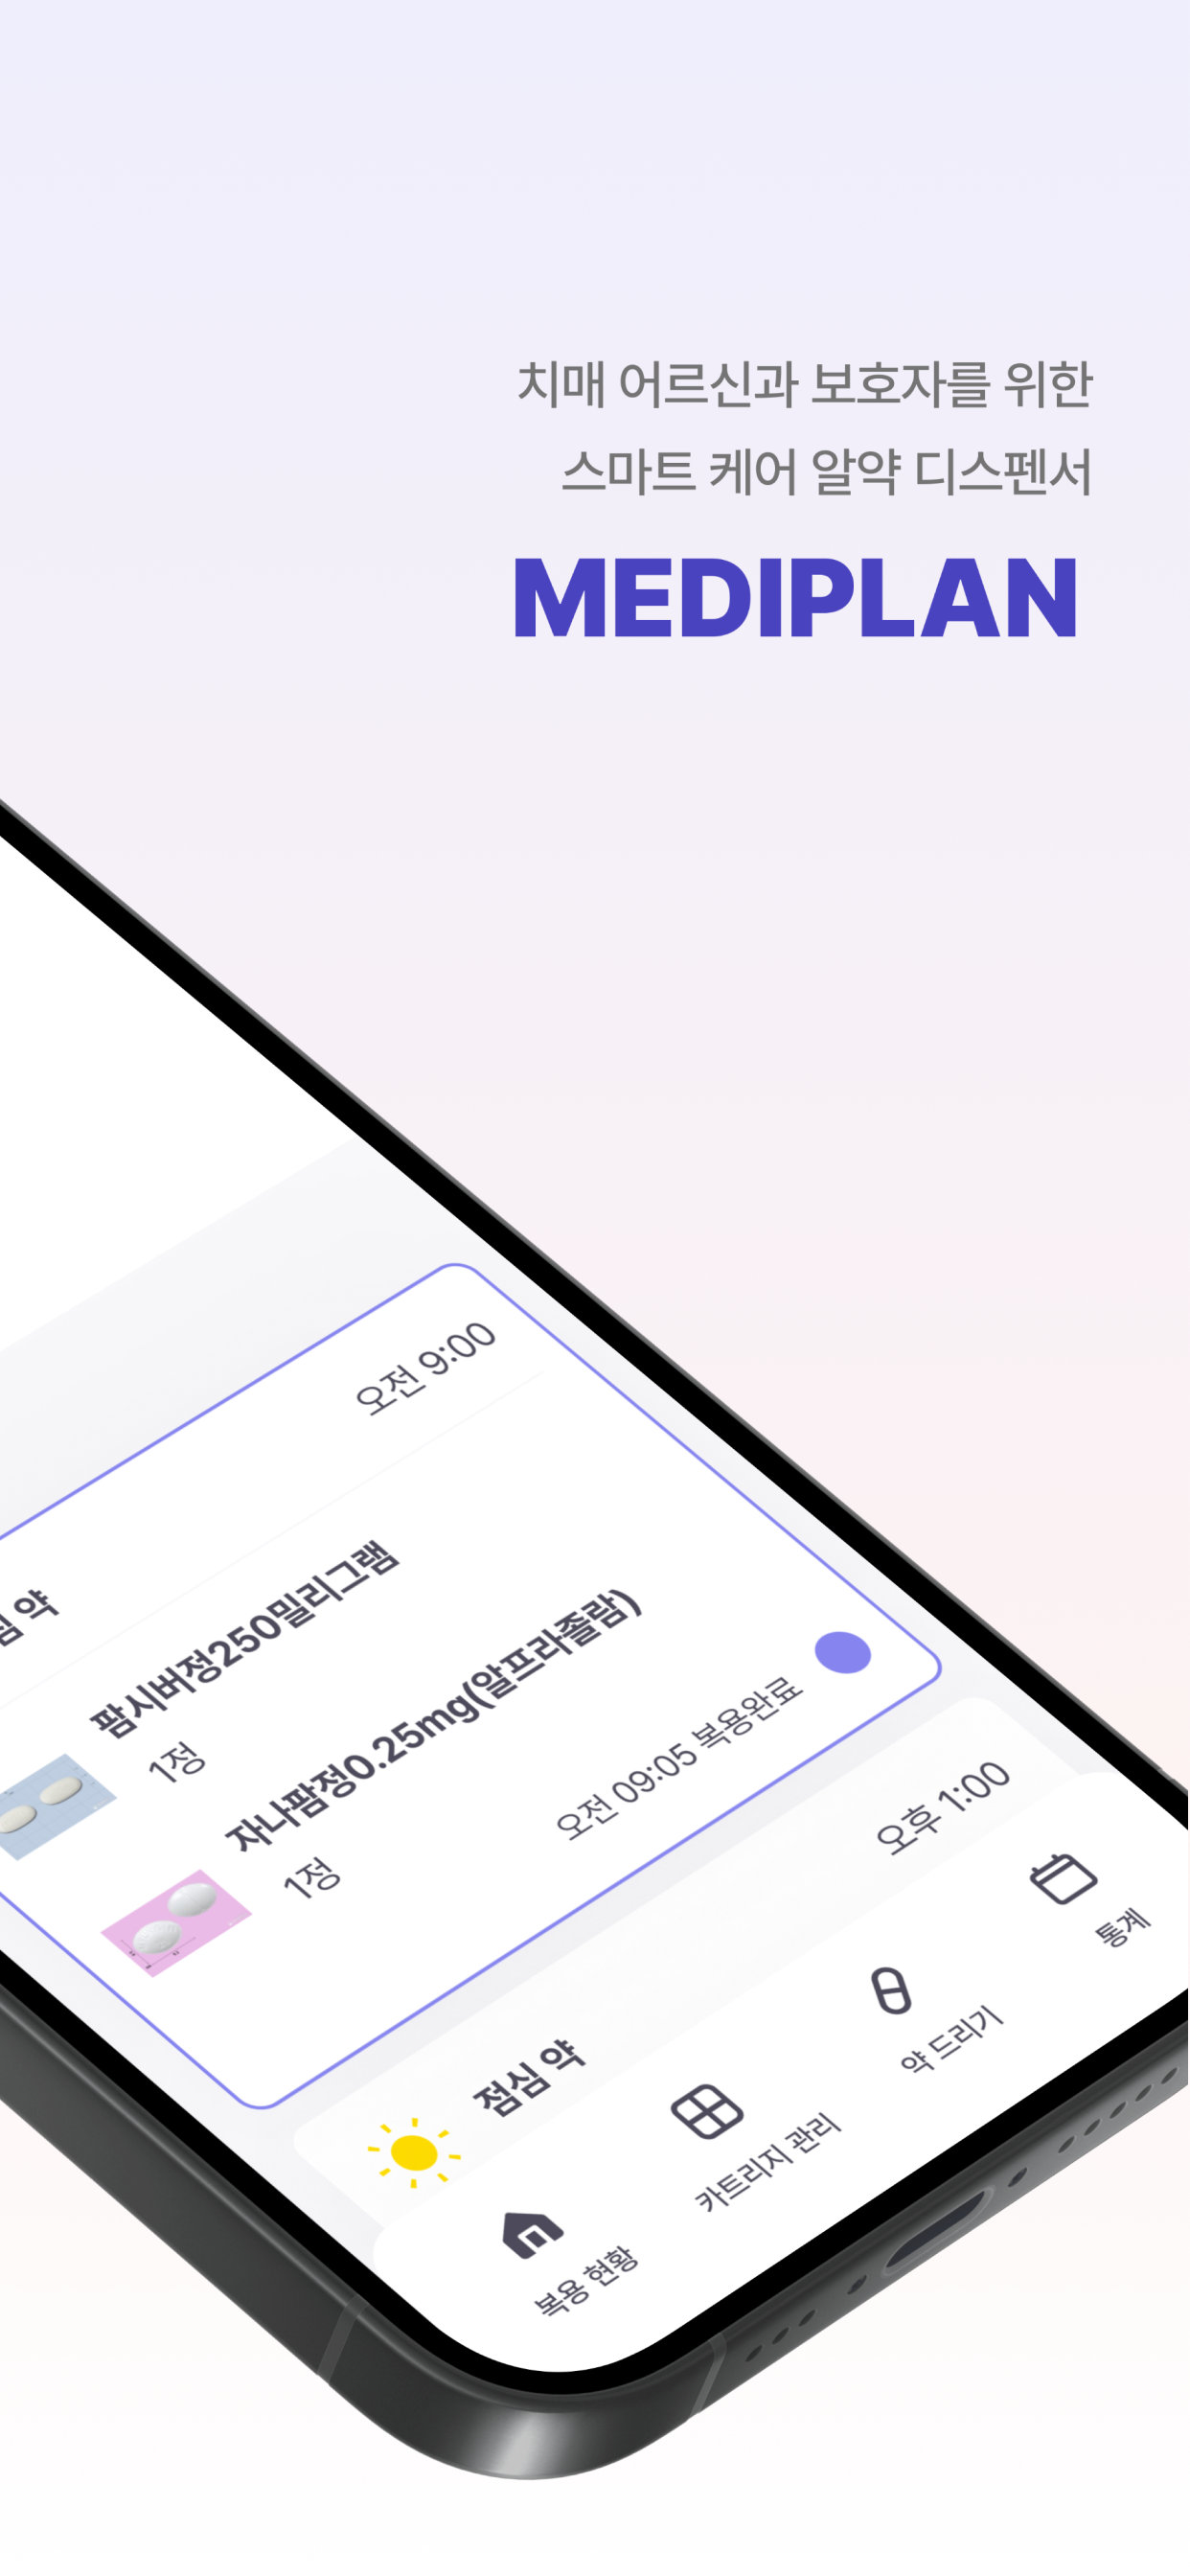 치매 어르신과 보호자를 위한
스마트 케어 알약 디스펜서
MEDIPLAN
오전 9:00
약
팜시버정250밀리그램
1정
자나팜정0.25mg(알프라졸람)
1정
오전 09:05 복용완료
점심 약
오후 1:00
복용 현황
카트리지 관리
약 드리기
통계